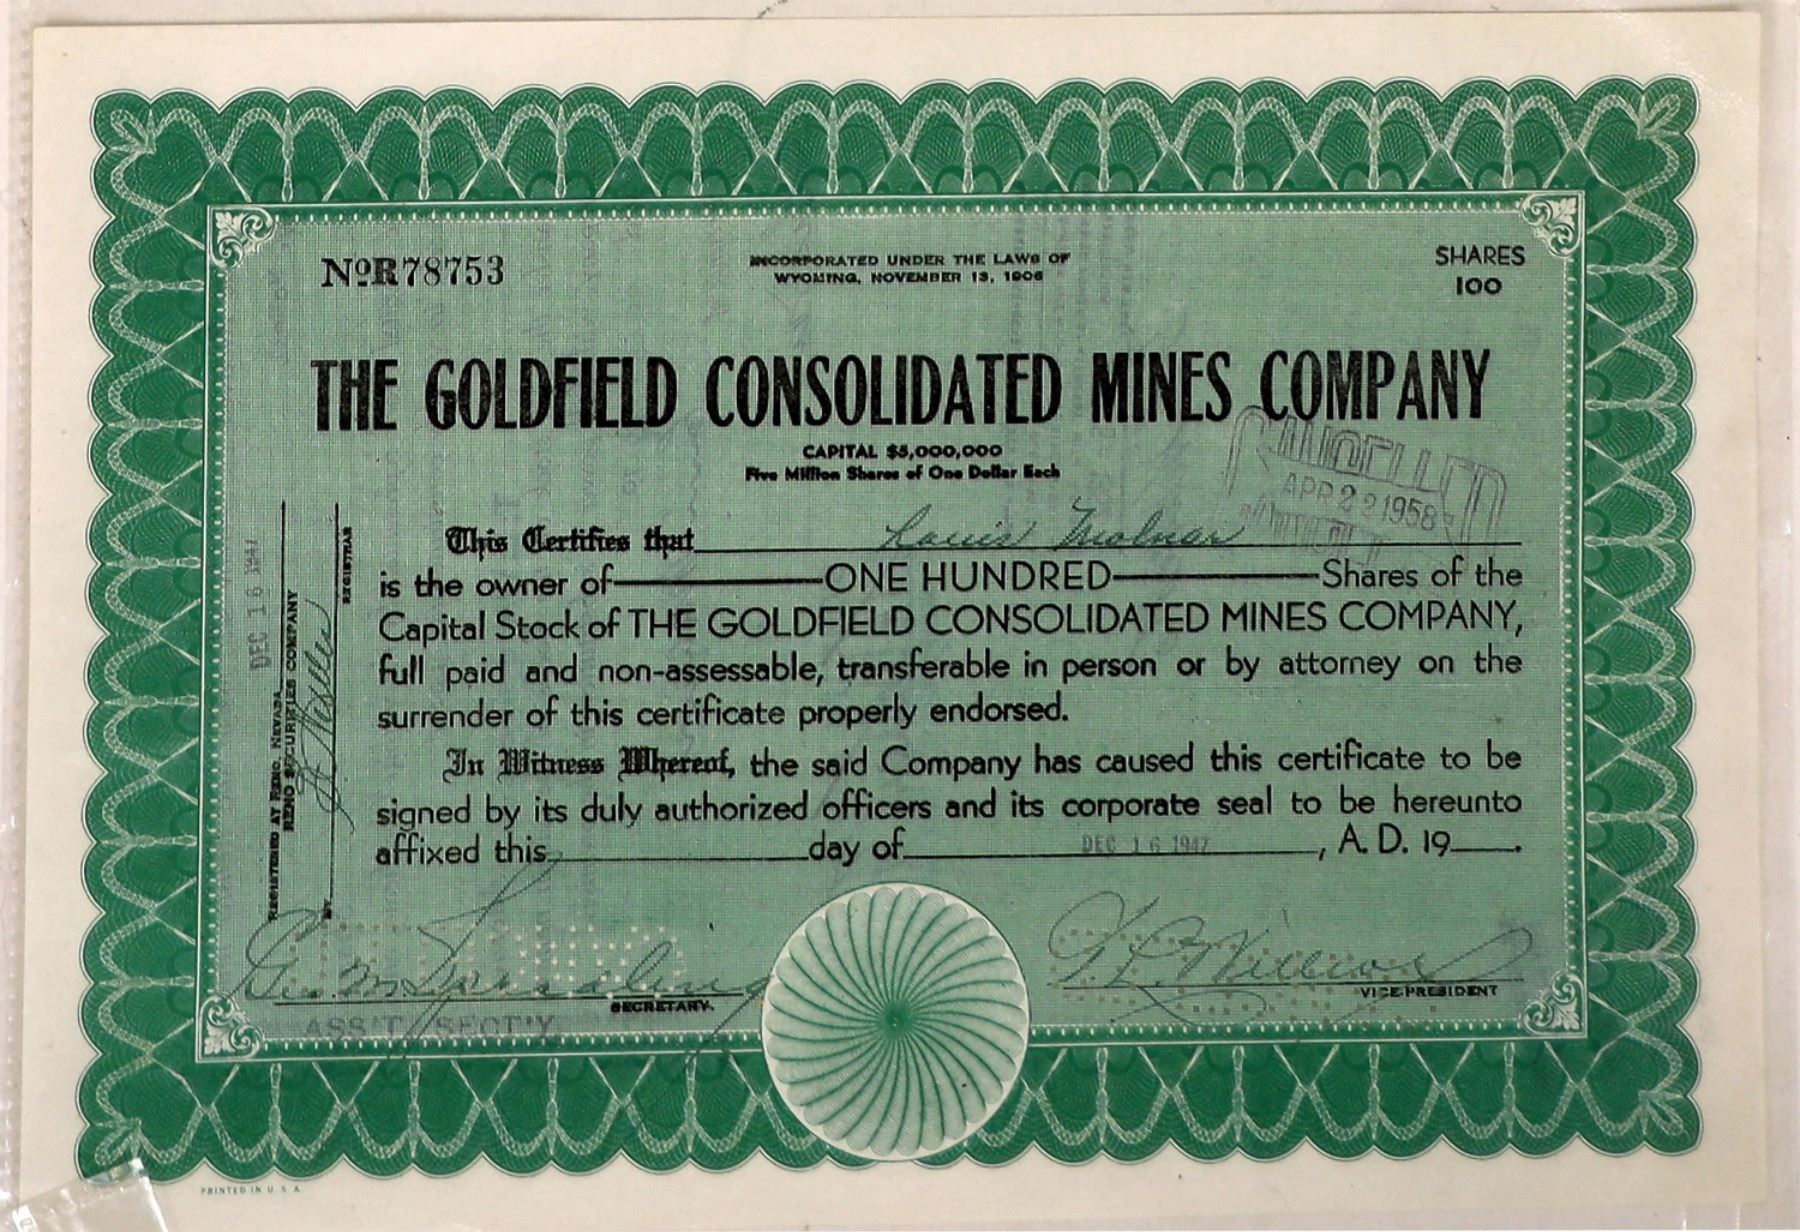 NºR78753
INCORPORATED UNDER THE LAWS OF
WYOMING, NOVEMBER 13, 1906
SHARES
100
THE GOLDFIELD CONSOLIDATED MINES COMPANY
CAPITAL $5,000,000
Five Million Shares of One Dollar Each
CANCELLED
APR 22 1958
This Certifies that Louis Molnar
is the owner of ONE HUNDRED Shares of the
Capital Stock of THE GOLDFIELD CONSOLIDATED MINES COMPANY,
full paid and non-assessable, transferable in person or by attorney on the
surrender of this certificate properly endorsed.
In Witness Whereof, the said Company has caused this certificate to be
signed by its duly authorized officers and its corporate seal to be hereunto
affixed this day of DEC 16 1947, A. D. 19 .
DEC 16 1947
REGISTERED AT RENO, NEVADA
RENO SECURITIES COMPANY
BY
REGISTRAR
SECRETARY.
ASS'T SECT'Y
VICE-PRESIDENT
PRINTED IN U. S. A.